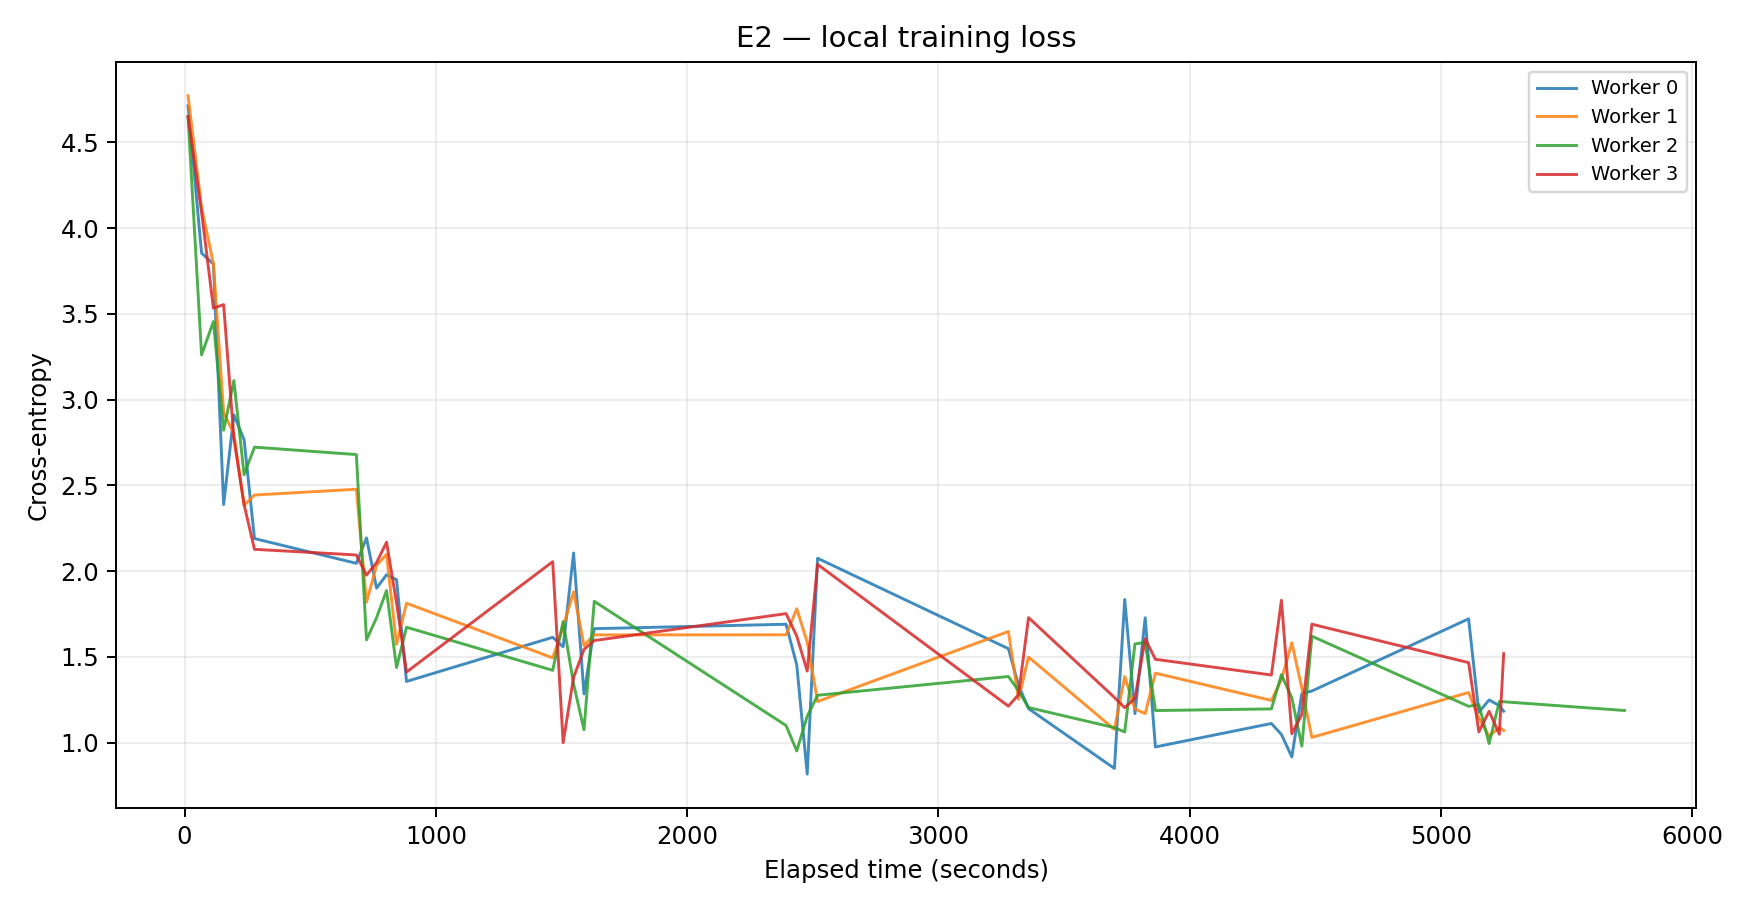 E2 — local training loss
Worker 0
Worker 1
Worker 2
Worker 3
Cross-entropy
4.5
4.0
3.5
3.0
2.5
2.0
1.5
1.0
0 1000 2000 3000 4000 5000 6000
Elapsed time (seconds)